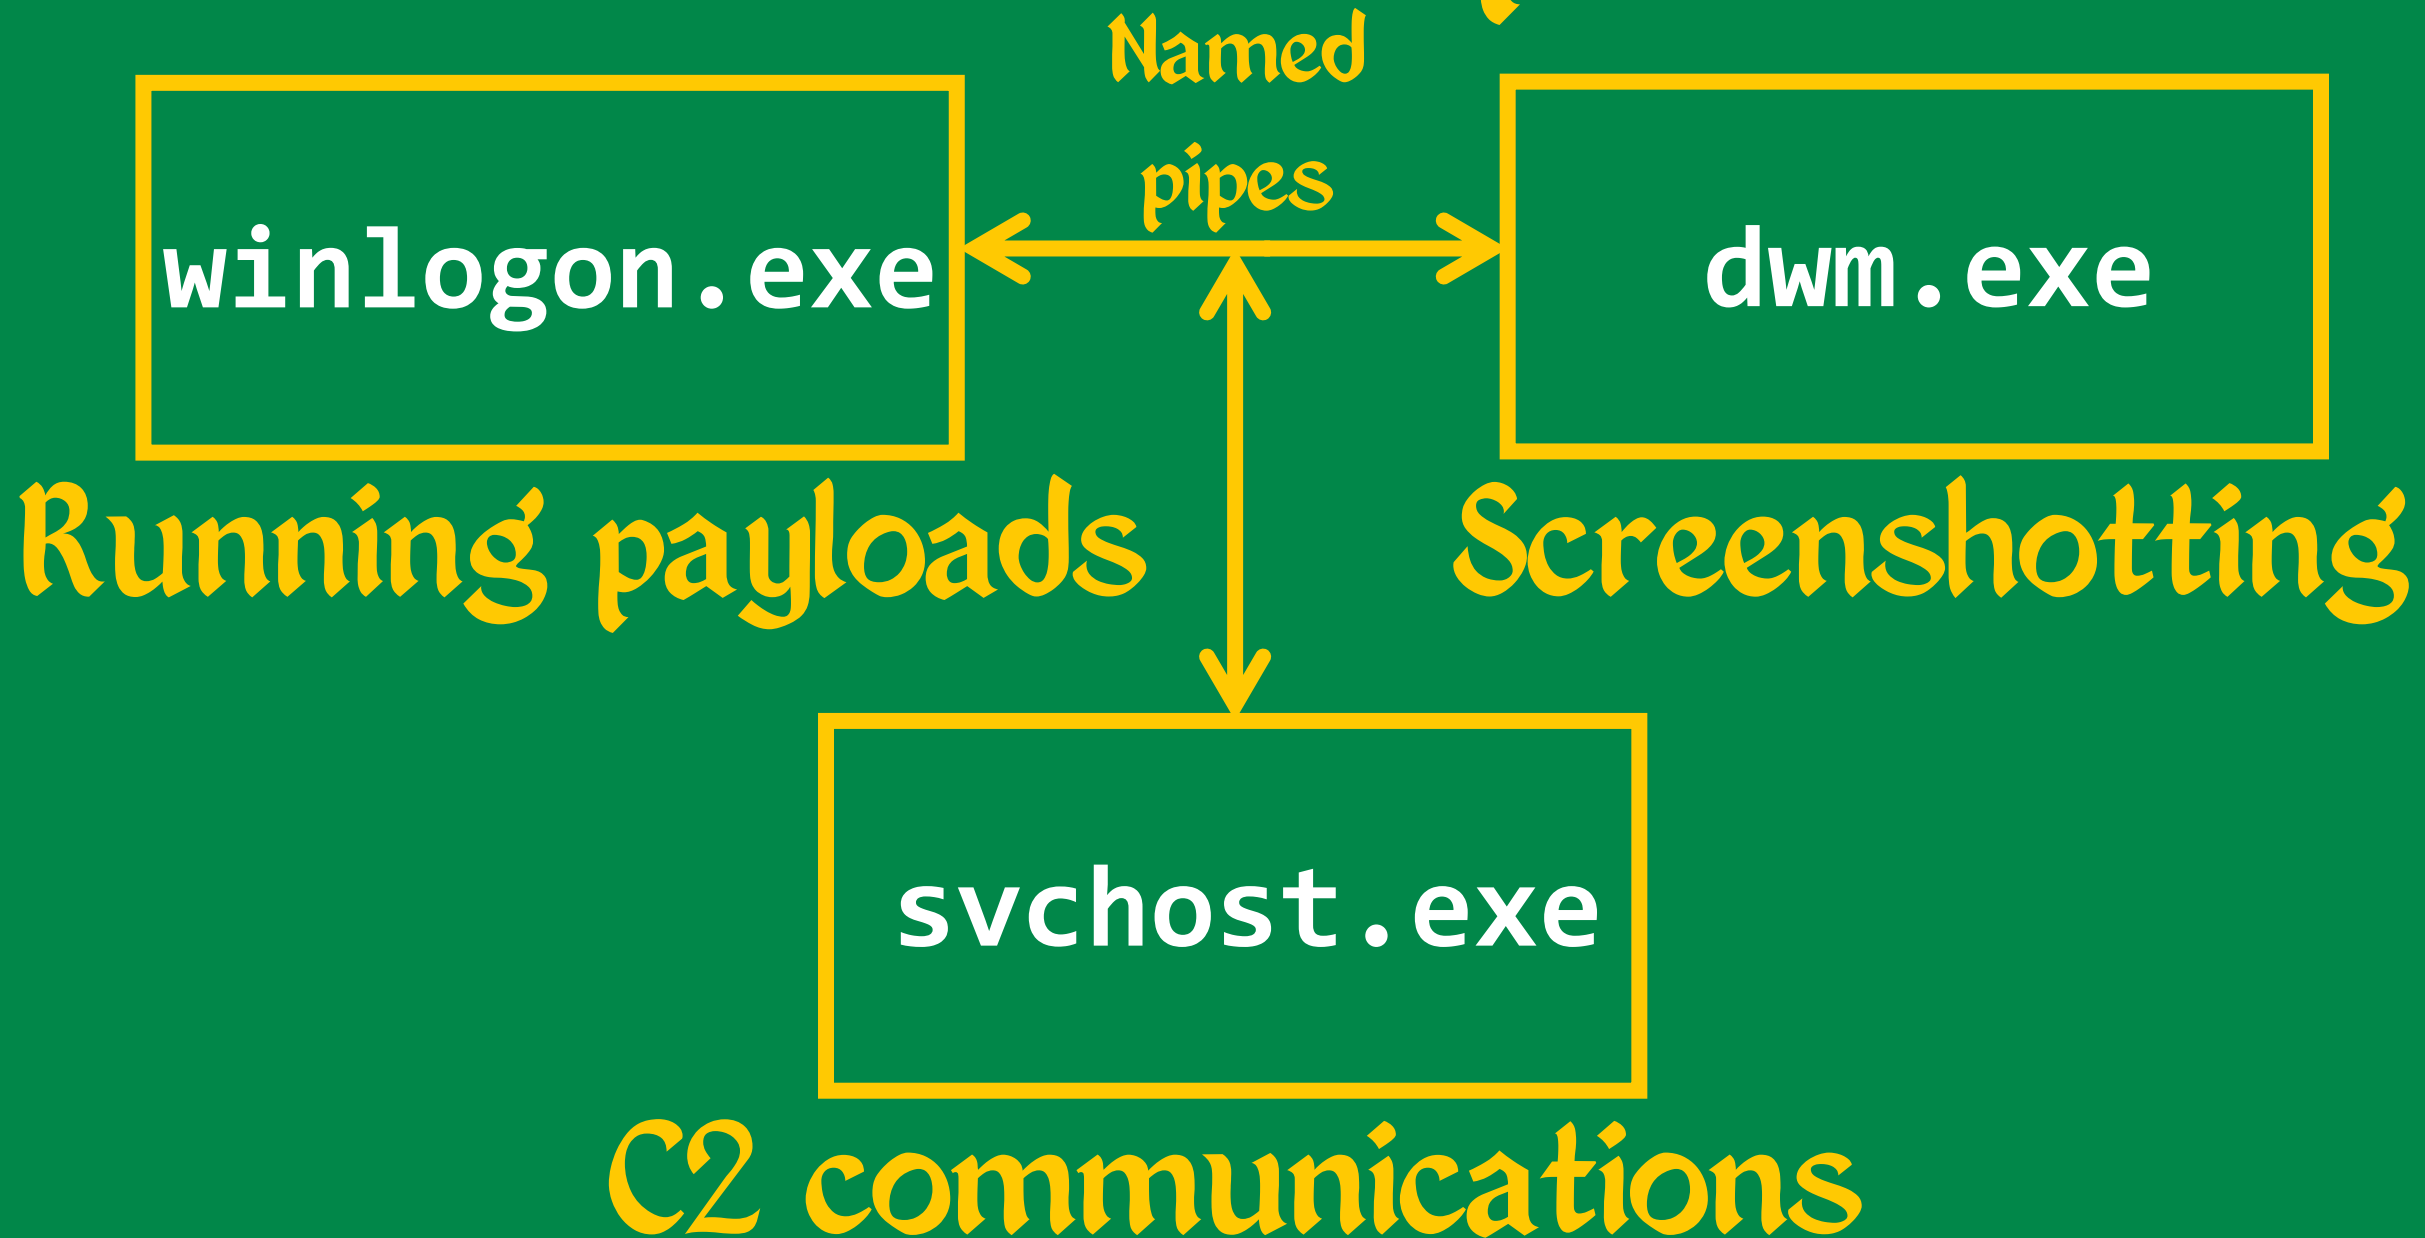 Named
pipes
winlogon.exe
dwm.exe
Running payloads
Screenshotting
svchost.exe
C2 communications